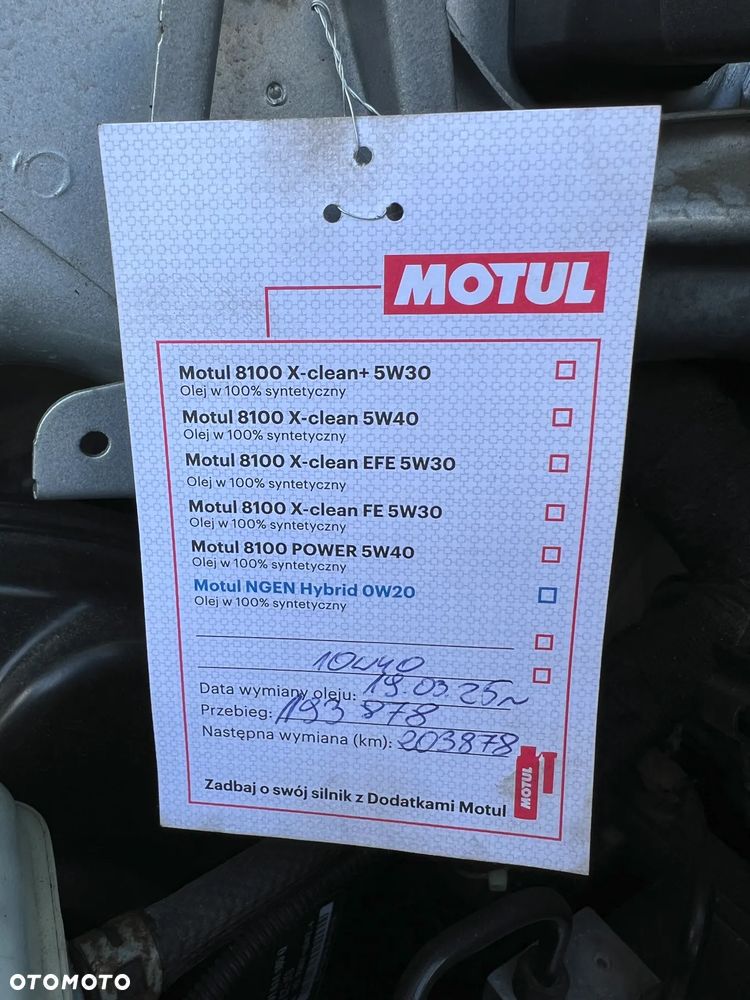 MOTUL
Motul 8100 X-clean+ 5W30
Olej w 100% syntetyczny
Motul 8100 X-clean 5W40
Olej w 100% syntetyczny
Motul 8100 X-clean EFE 5W30
Olej w 100% syntetyczny
Motul 8100 X-clean FE 5W30
Olej w 100% syntetyczny
Motul 8100 POWER 5W40
Olej w 100% syntetyczny
Motul NGEN Hybrid 0W20
Olej w 100% syntetyczny
10W40
Data wymiany oleju: 19.03.25
Przebieg: 193 878
Następna wymiana (km): 203878
Zadbaj o swój silnik z Dodatkami Motul
MOTUL
OTOMOTO